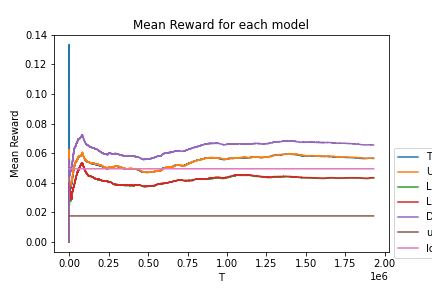 Mean Reward for each model
0.14
0.12
0.10
0.08
0.06
0.04
0.02
0.00
Mean Reward
0.00 0.25 0.50 0.75 1.00 1.25 1.50 1.75 2.00
T
1e6
T
U
L
L
D
u